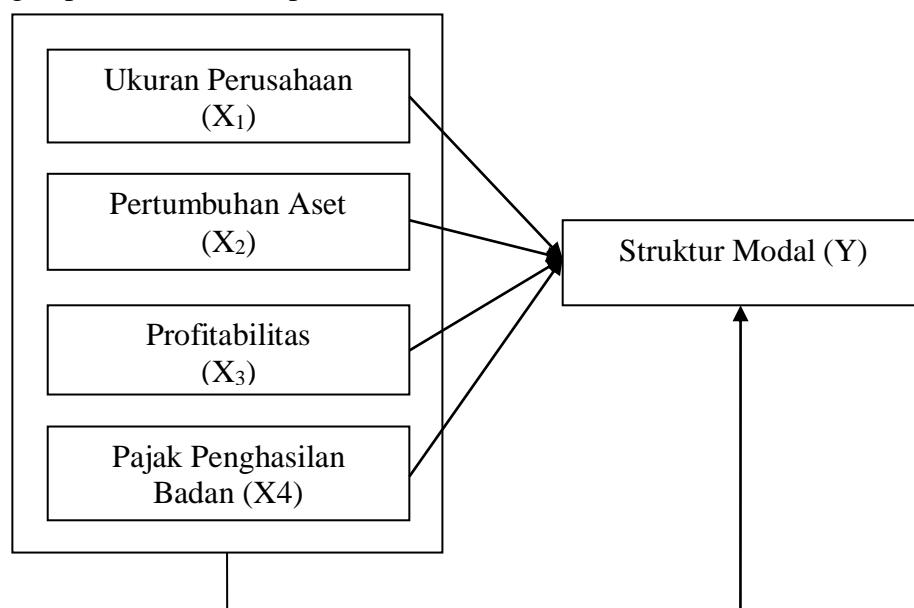 Ukuran Perusahaan
(X₁)
Pertumbuhan Aset
(X₂)
Struktur Modal (Y)
Profitabilitas
(X₃)
Pajak Penghasilan
Badan (X4)